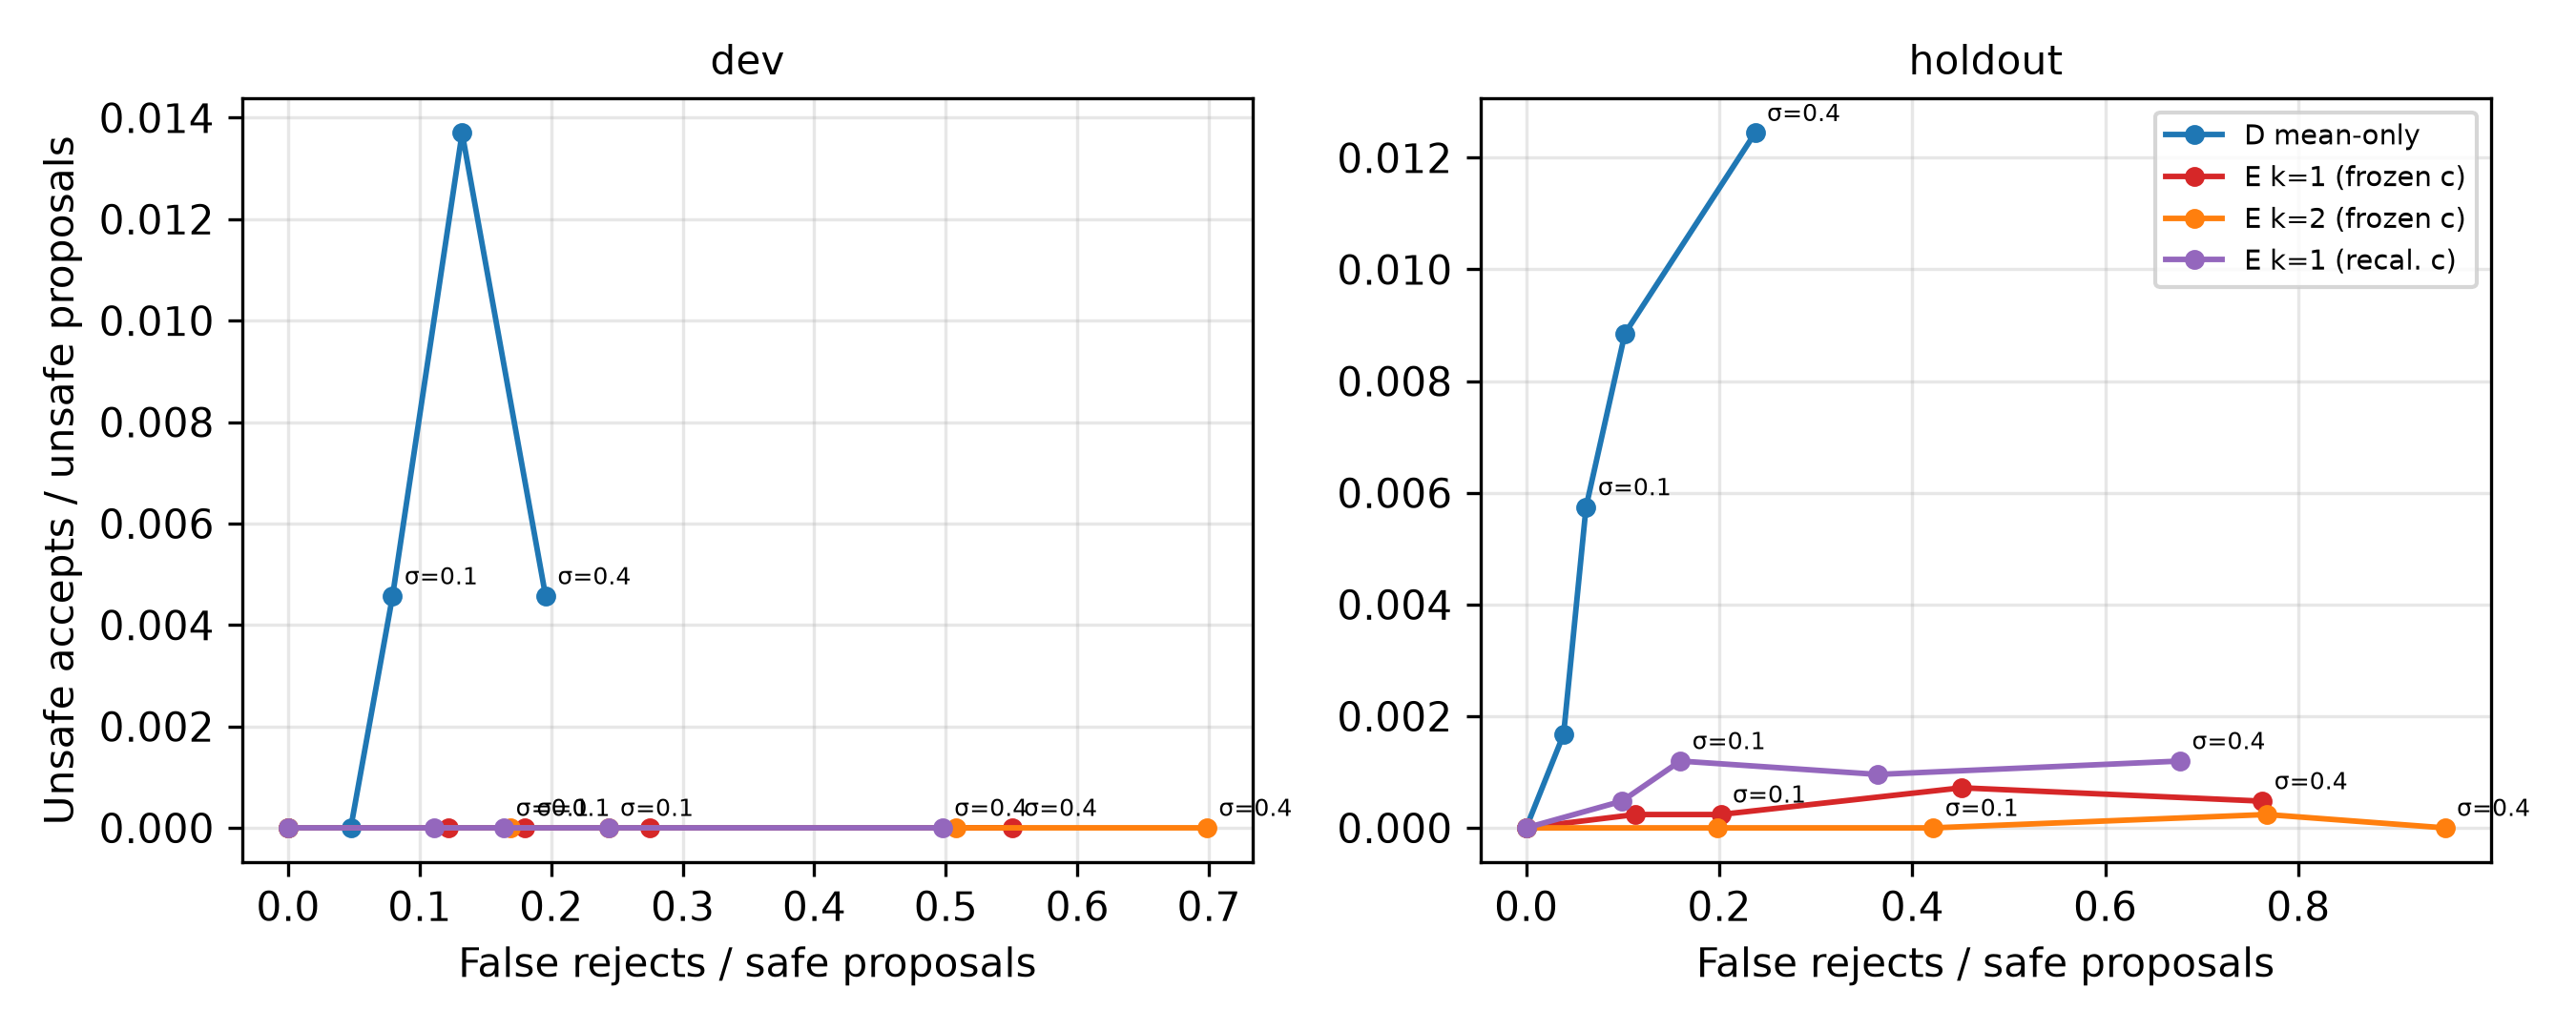 dev
Unsafe accepts / unsafe proposals
0.014
0.012
0.010
0.008
0.006
0.004
0.002
0.000
σ=0.1
σ=0.4
σ=0.1
σ=0.1
σ=0.1
σ=0.4
σ=0.4
σ=0.4
0.0 0.1 0.2 0.3 0.4 0.5 0.6 0.7
False rejects / safe proposals
holdout
0.012
0.010
0.008
0.006
0.004
0.002
0.000
σ=0.4
D mean-only
E k=1 (frozen c)
E k=2 (frozen c)
E k=1 (recal. c)
σ=0.1
σ=0.1
σ=0.4
σ=0.4
σ=0.1
σ=0.1
σ=0.4
0.0 0.2 0.4 0.6 0.8
False rejects / safe proposals